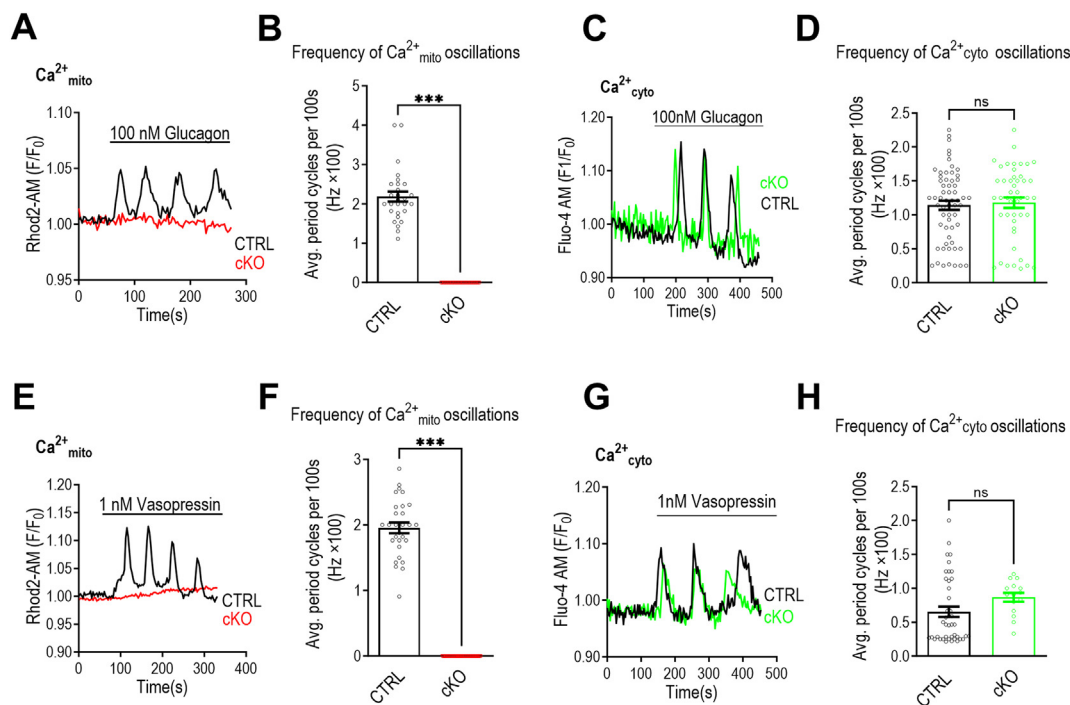 A
Ca²⁺mito
Rhod2-AM (F/F₀)
1.10
1.05
1.00
0.95
100 nM Glucagon
CTRL
cKO
0
100
200
300
Time(s)
B
Frequency of Ca²⁺mito oscillations
Avg. period cycles per 100s
(Hz ×100)
5
4
3
2
1
0
***
CTRL
cKO
C
Ca²⁺cyto
Fluo-4 AM (F1/F₀)
1.20
1.10
1.00
0.90
100nM Glucagon
cKO
CTRL
0
100
200
300
400
500
Time(s)
D
Frequency of Ca²⁺cyto oscillations
Avg. period cycles per 100s
(Hz ×100)
2.5
2.0
1.5
1.0
0.5
0.0
ns
CTRL
cKO
E
Ca²⁺mito
Rhod2-AM (F/F₀)
1.20
1.15
1.10
1.05
1.00
0.95
0.90
1 nM Vasopressin
CTRL
cKO
0
100
200
300
400
Time(s)
F
Frequency of Ca²⁺mito oscillations
Avg. period cycles per 100s
(Hz ×100)
3
2
1
0
***
CTRL
cKO
G
Ca²⁺cyto
Fluo-4 AM (F/F₀)
1.20
1.10
1.00
0.90
1nM Vasopressin
CTRL
cKO
0
100
200
300
400
500
Time(s)
H
Frequency of Ca²⁺cyto oscillations
Avg. period cycles per 100s
(Hz ×100)
2.5
2.0
1.5
1.0
0.5
0.0
ns
CTRL
cKO